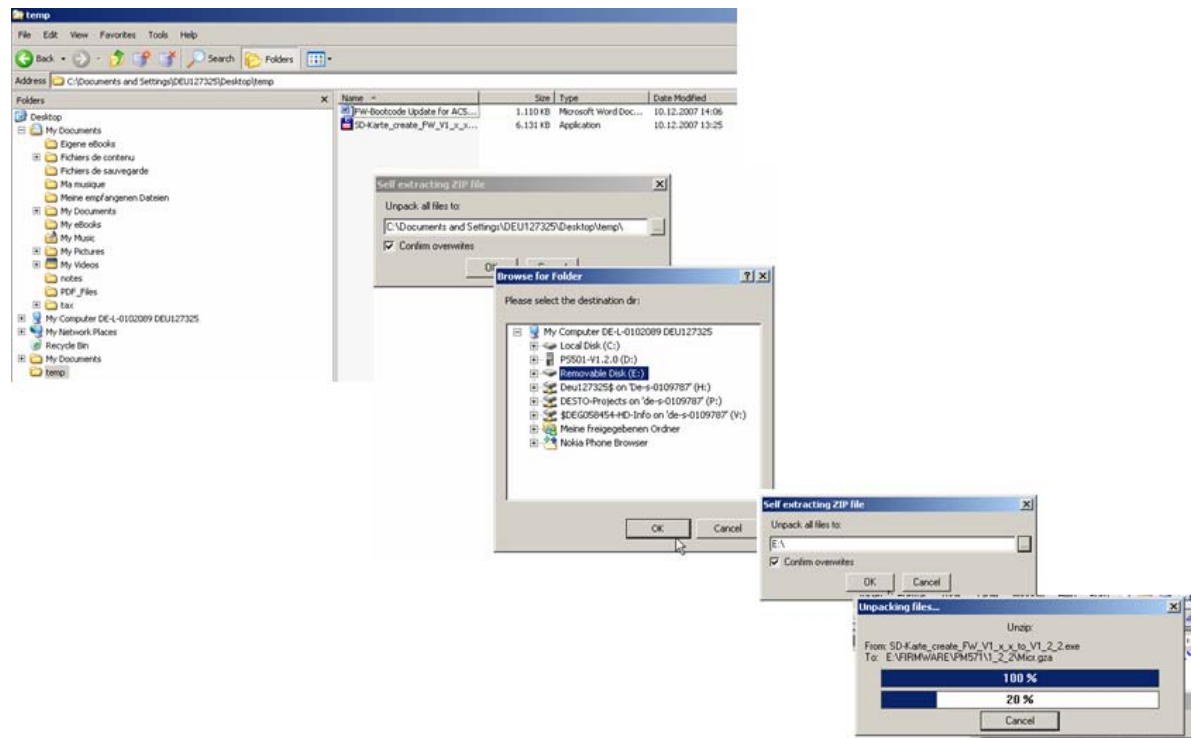 temp
File Edit View Favorites Tools Help
Back Search Folders
Address C:\Documents and Settings\DEU127325\Desktop\temp
Folders
Desktop
My Documents
Eigene eBooks
Fichiers de contenu
Fichiers de sauvegarde
Ma musique
Meine empfangenen Dateien
My Documents
My eBooks
My Music
My Pictures
My Videos
notes
PDF_Files
tax
My Computer DE-L-0102089 DEU127325
My Network Places
Recycle Bin
My Documents
temp
Name Size Type Date Modified
FW-Bootcode Update for AC5... 1.110 KB Microsoft Word Doc... 10.12.2007 14:06
SD-Karte_create_FW_V1_x_x... 6.131 KB Application 10.12.2007 13:25
Self extracting ZIP file
Unpack all files to:
C:\Documents and Settings\DEU127325\Desktop\temp\
...
Confirm overwrites
Browse for Folder
Please select the destination dir:
My Computer DE-L-0102089 DEU127325
Local Disk (C:)
PS501-V1.2.0 (D:)
Removable Disk (E:)
Deu127325$ on 'De-s-0109787' (H:)
DESTO-Projects on 'de-s-0109787' (P:)
$DEG058454-HD-Info on 'de-s-0109787' (V:)
Meine freigegebenen Ordner
Nokia Phone Browser
OK Cancel
Self extracting ZIP file
Unpack all files to:
E:\
...
Confirm overwrites
OK Cancel
Unpacking files...
Unzip:
From: SD-Karte_create_FW_V1_x_x_to_V1_2_2.exe
To: E:\FIRMWARE\PM571\1_2_2\Micr.gza
100 %
20 %
Cancel